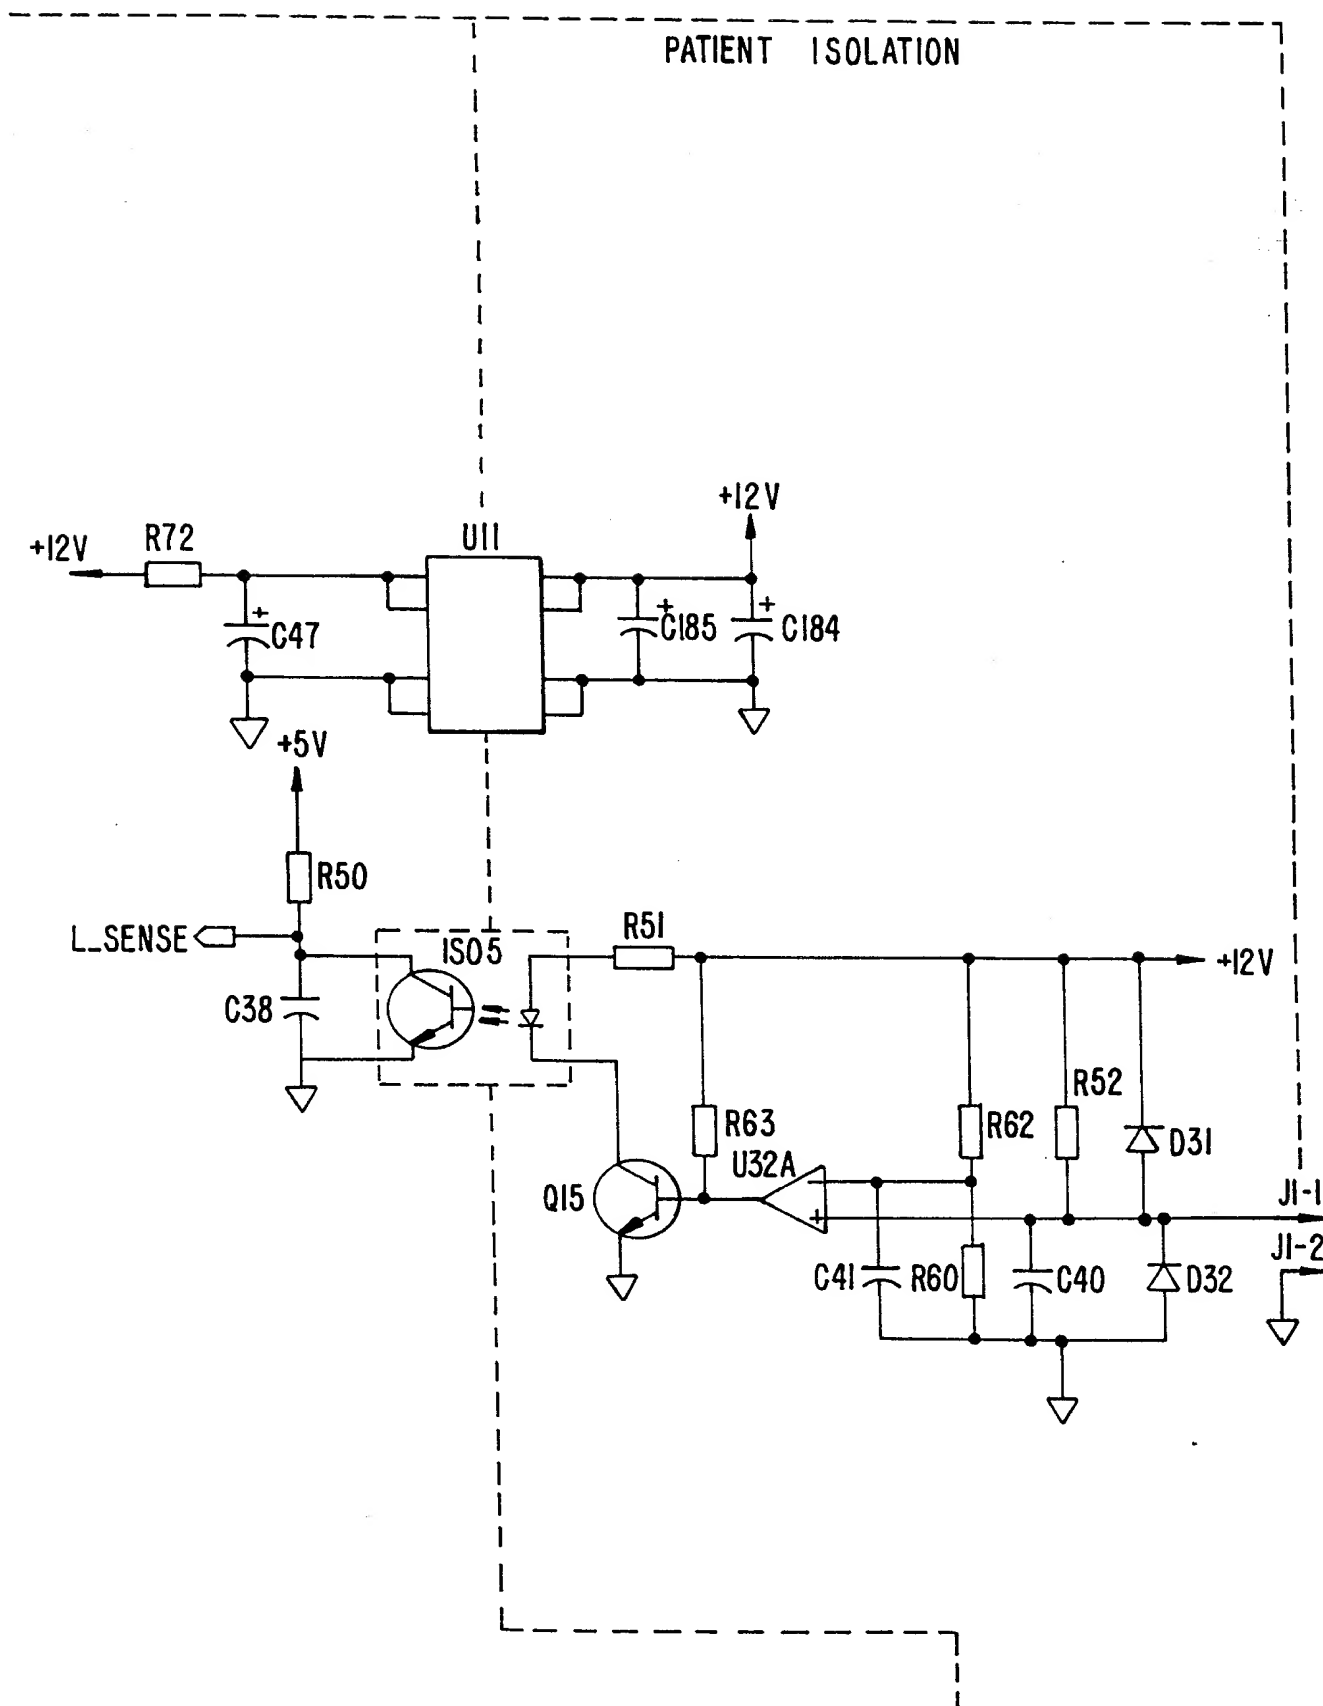 PATIENT ISOLATION
+12V
R72
U11
+12V
+
C47
+
C185
+
C184
+5V
R50
L_SENSE
ISO5
R51
+12V
C38
R63
R62
R52
D31
U32A
Q15
-
+
J1-1
J1-2
C41
R60
C40
D32